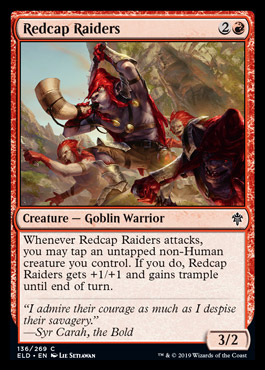 Redcap Raiders 2
Creature — Goblin Warrior
Whenever Redcap Raiders attacks,
you may tap an untapped non-Human
creature you control. If you do, Redcap
Raiders gets +1/+1 and gains trample
until end of turn.
“I admire their courage as much as I despise
their savagery.”
—Syr Carah, the Bold
3/2
136/269 C
ELD • EN Lee Setiawan
™ & © 2019 Wizards of the Coast